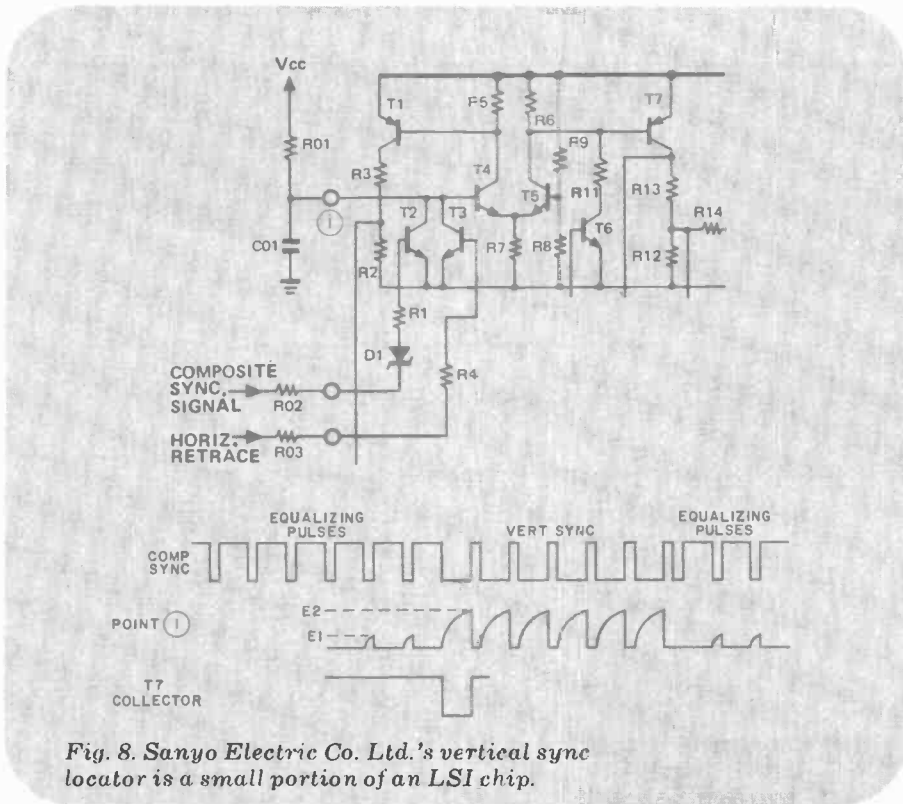 Vcc
T1
R5
R6
T7
R01
R9
R3
T4
R11
T5
R13
R14
1
T2
T3
T6
C01
R2
R7
R8
R12
R1
D1
COMPOSITE
SYNC.
SIGNAL
R02
R4
HORIZ.
RETRACE
R03
EQUALIZING
PULSES
VERT SYNC
EQUALIZING
PULSES
COMP
SYNC
E2
POINT 1
E1
T7
COLLECTOR
Fig. 8. Sanyo Electric Co. Ltd.'s vertical sync
locator is a small portion of an LSI chip.